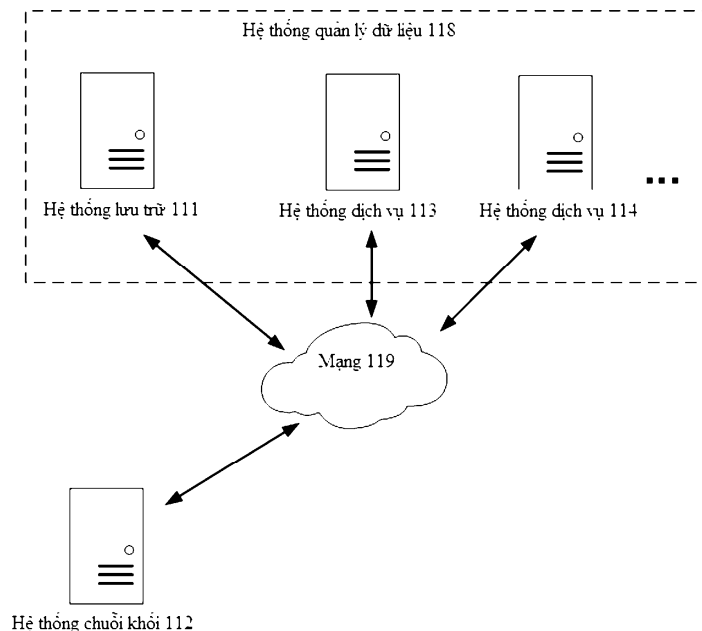 Hệ thống quản lý dữ liệu 118
Hệ thống lưu trữ 111
Hệ thống dịch vụ 113
Hệ thống dịch vụ 114
...
Mạng 119
Hệ thống chuỗi khối 112